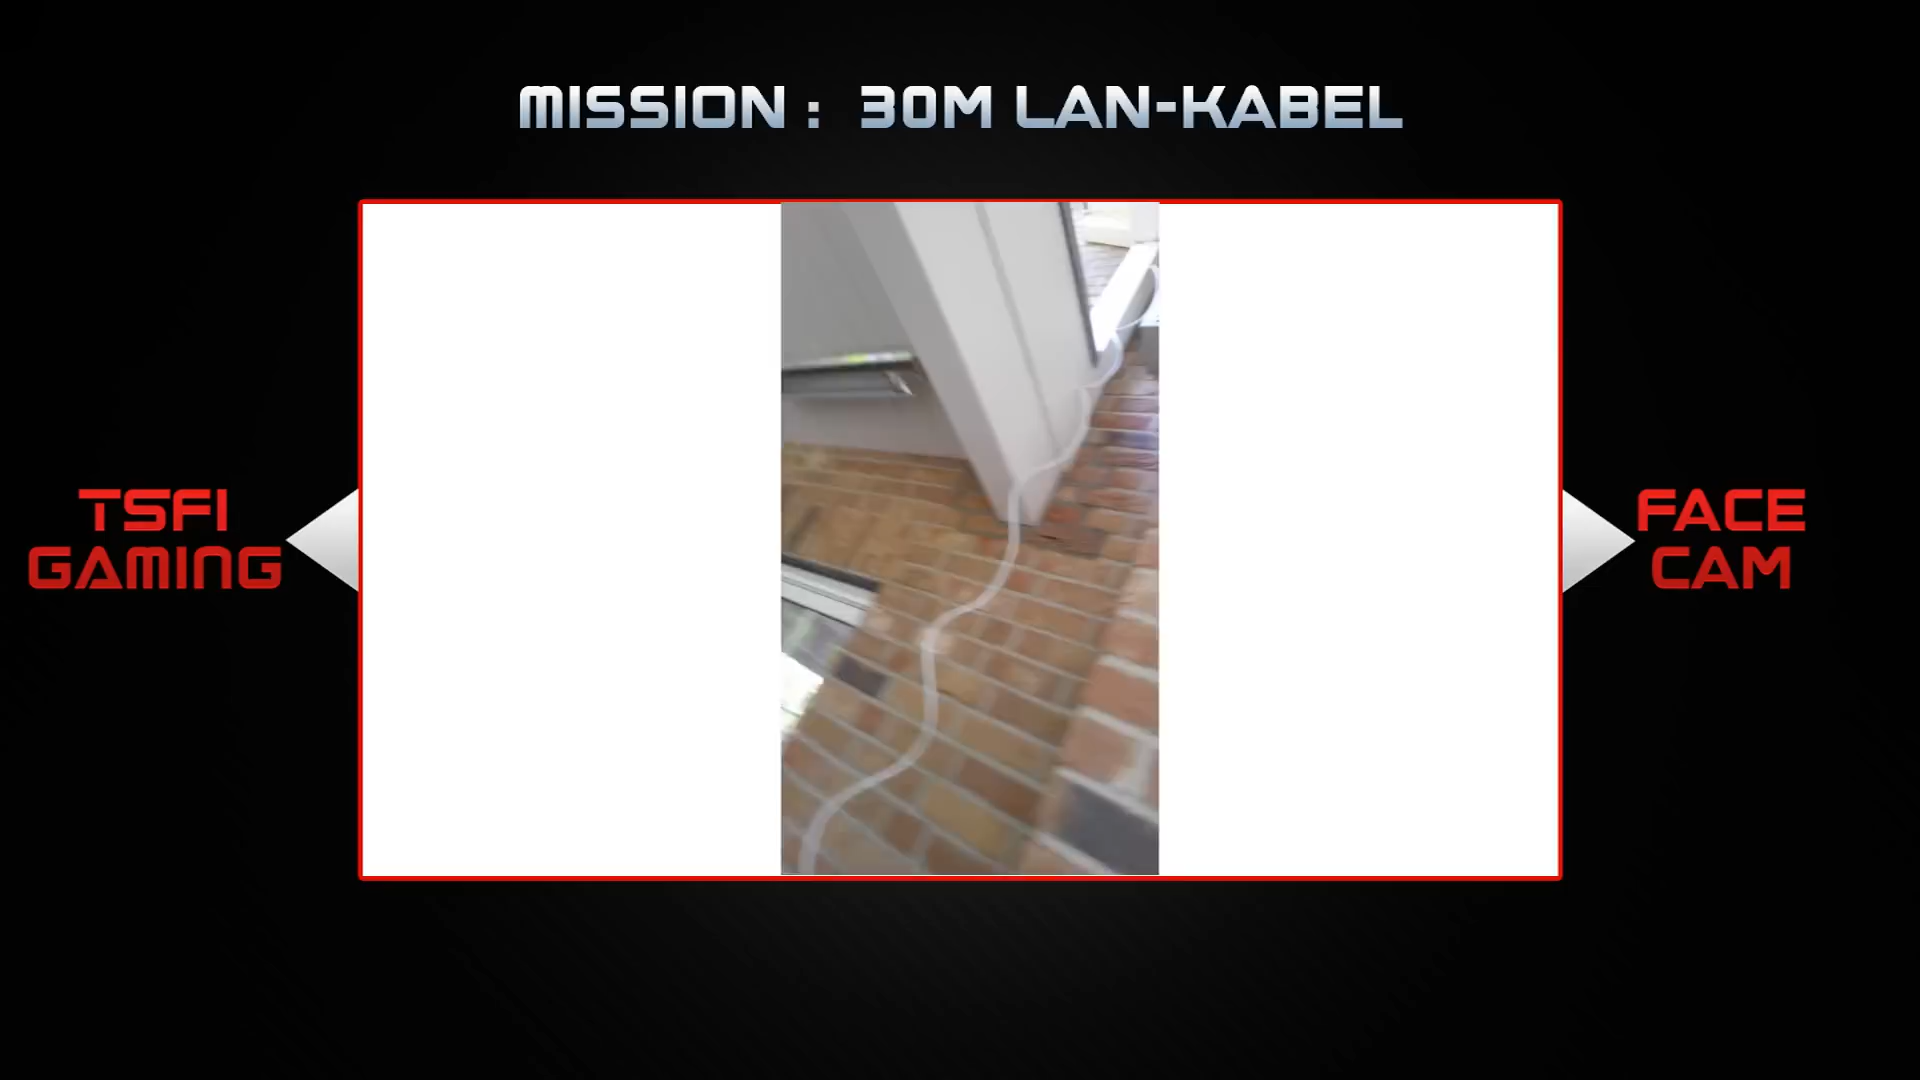 MISSION : 30M LAN-KABEL
TSFI
GAMING
FACE
CAM